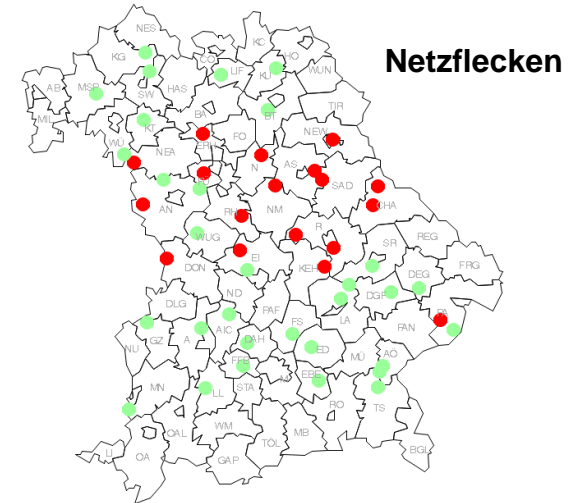 NES
KC
CO
HO
KG
Netzflecken
LIF
KU
WUN
AB
MSP
SW
HAS
TIR
BA
BT
MIL
KT
FO
NEW
ERH
WÜ
NEA
N
AS
FÜ
SAD
AN
RH
NM
CHA
WUG
R
SR
REG
EI
DON
KEH
FRG
DEG
ND
DGF
DLG
PAF
PA
LA
AIC
FS
PAN
NU
GZ
A
DAH
ED
MÜ
AÖ
FFB
MN
EBE
LL
STA
M
RO
TS
WM
OAL
MB
TÖL
LI
OA
GAP
BGL